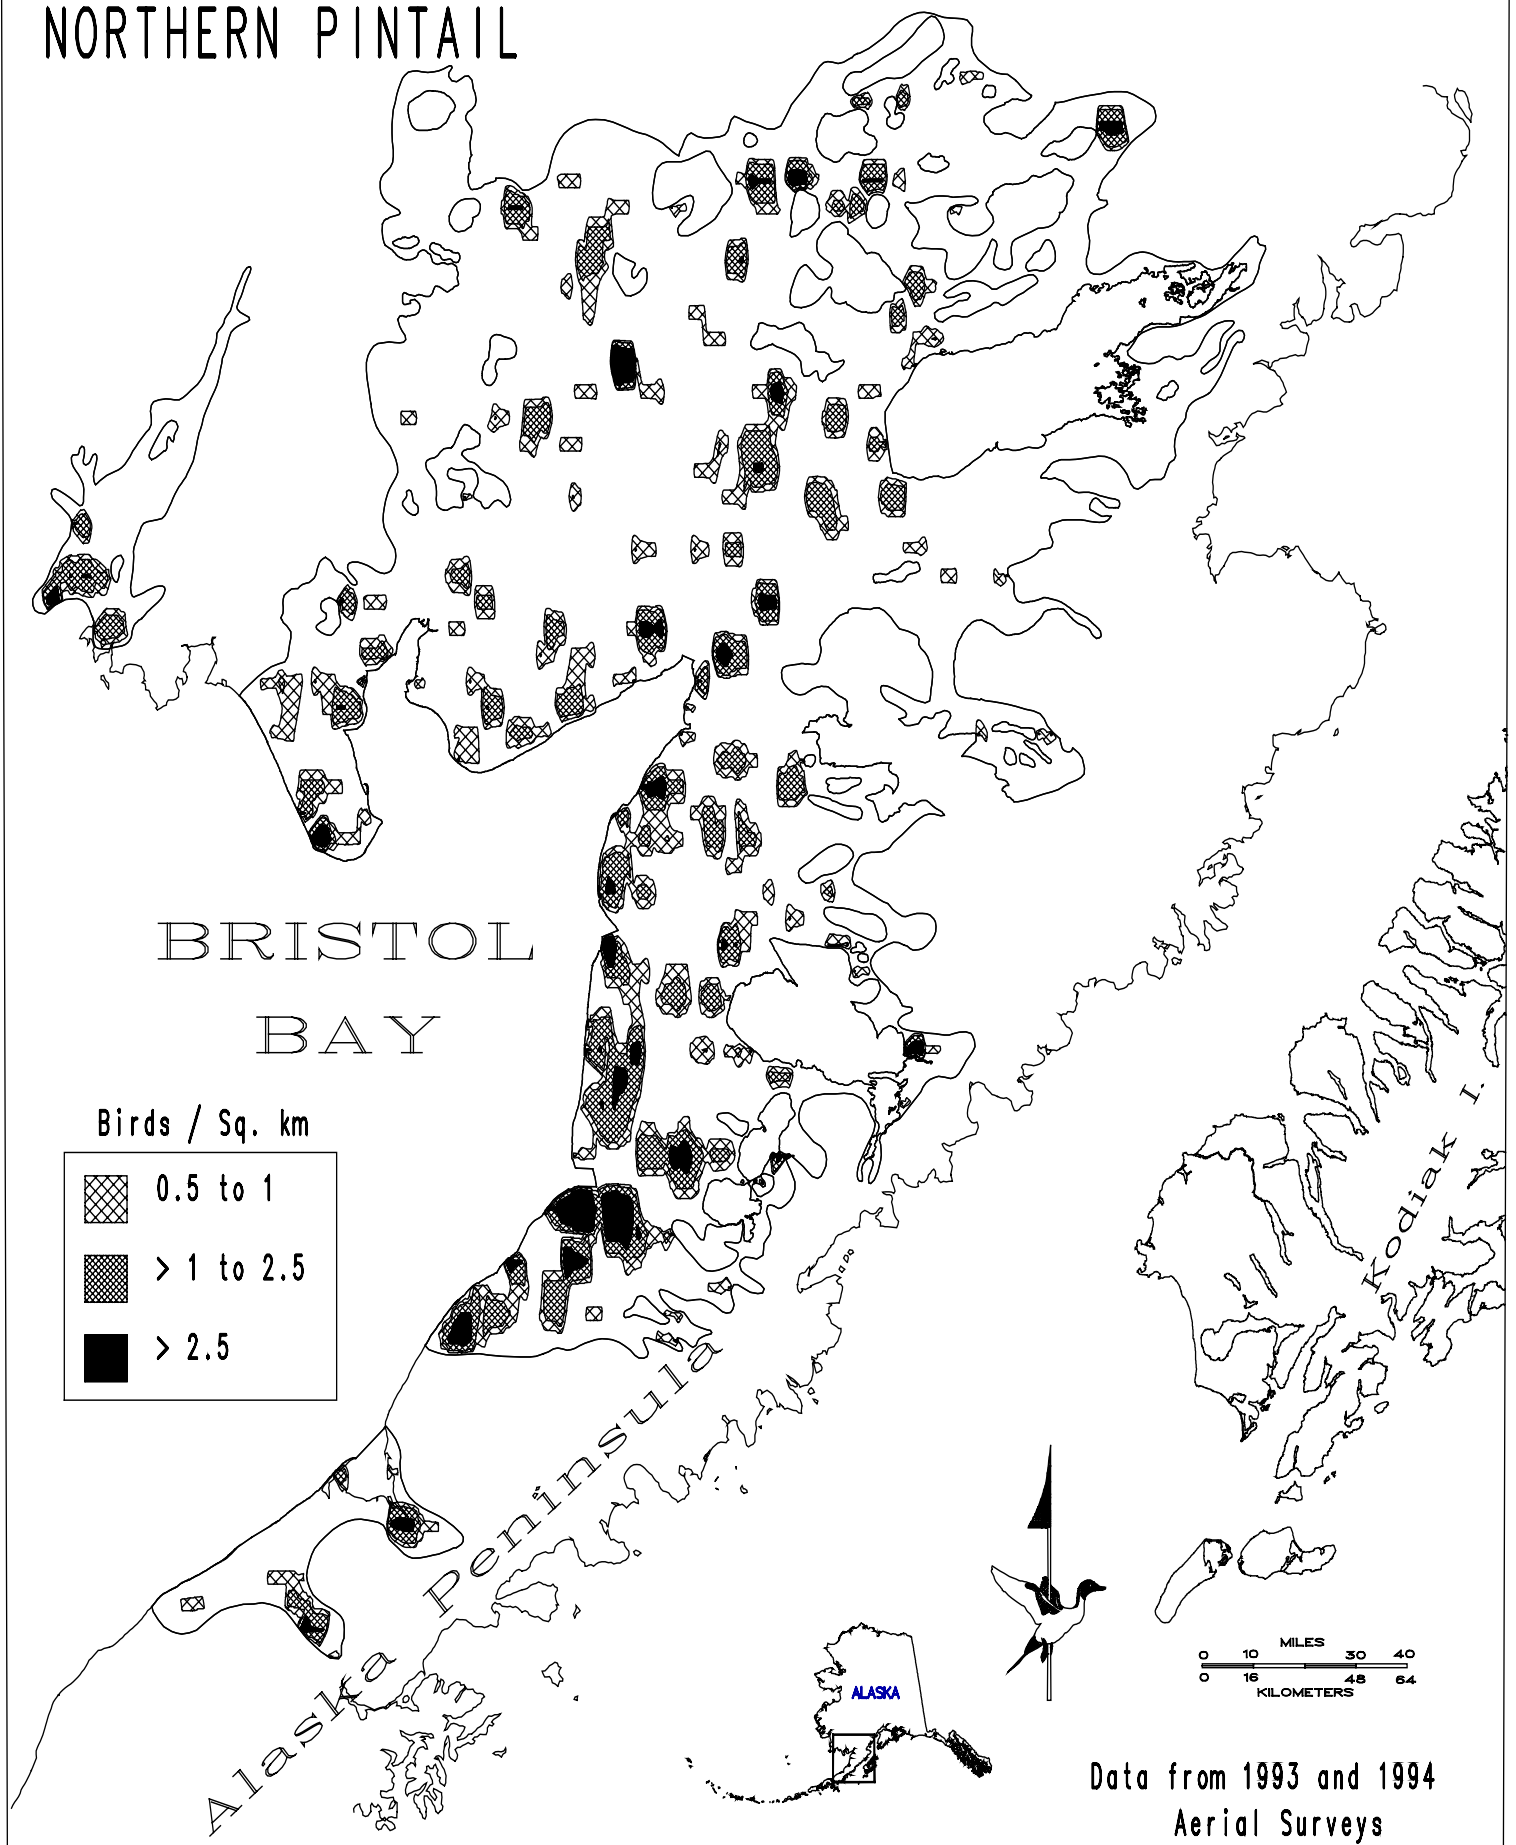 NORTHERN PINTAIL
BRISTOL
BAY
Birds / Sq. km
0.5 to 1
> 1 to 2.5
> 2.5
Kodiak I.
Alaska Peninsula
ALASKA
MILES
0 10 30 40
0 16 48 64
KILOMETERS
Data from 1993 and 1994
Aerial Surveys